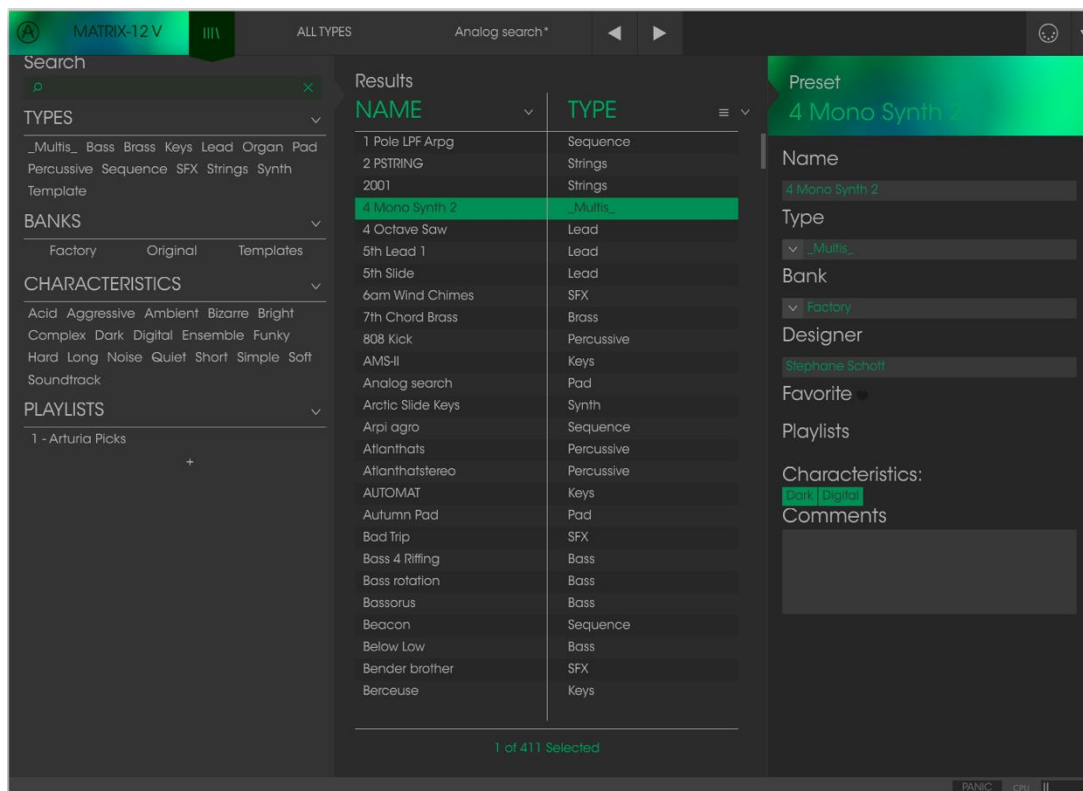 MATRIX-12 V
ALL TYPES
Analog search*
Search
TYPES
_Multis_ Bass Brass Keys Lead Organ Pad
Percussive Sequence SFX Strings Synth
Template
BANKS
Factory Original Templates
CHARACTERISTICS
Acid Aggressive Ambient Bizarre Bright
Complex Dark Digital Ensemble Funky
Hard Long Noise Quiet Short Simple Soft
Soundtrack
PLAYLISTS
1 - Arturia Picks
+
Results
NAME TYPE
1 Pole LPF Arpg Sequence
2 PSTRING Strings
2001 Strings
4 Mono Synth 2 _Multis_
4 Octave Saw Lead
5th Lead 1 Lead
5th Slide Lead
6am Wind Chimes SFX
7th Chord Brass Brass
808 Kick Percussive
AMS-II Keys
Analog search Pad
Arctic Slide Keys Synth
Arpi agro Sequence
Atlanthats Percussive
Atlanthatstereo Percussive
AUTOMAT Keys
Autumn Pad Pad
Bad Trip SFX
Bass 4 Riffing Bass
Bass rotation Bass
Bassorus Bass
Beacon Sequence
Below Low Bass
Bender brother SFX
Berceuse Keys
1 of 411 Selected
Preset
4 Mono Synth 2
Name
4 Mono Synth 2
Type
_Multis_
Bank
Factory
Designer
Stephane Schott
Favorite
Playlists
Characteristics:
Dark Digital
Comments
PANIC CPU